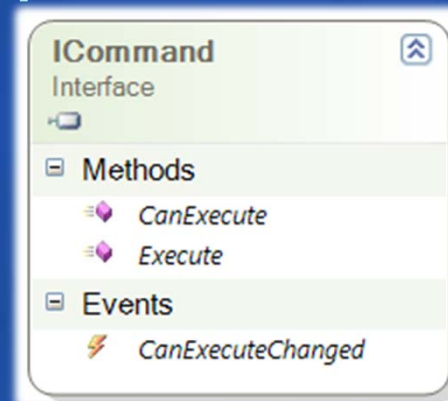 ICommand
Interface
Methods
CanExecute
Execute
Events
CanExecuteChanged